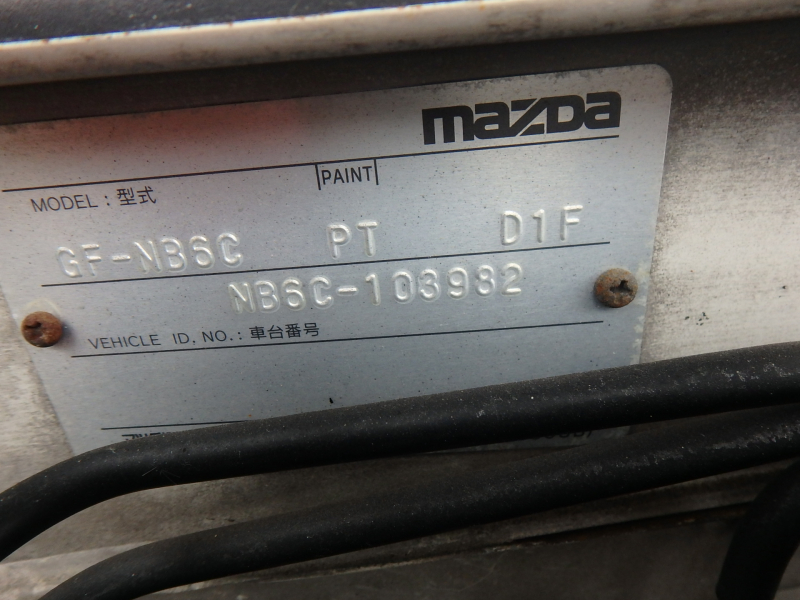 mazda
MODEL : 型式 PAINT
GF-NB6C PT D1F
NB6C-103982
VEHICLE ID. NO. : 車台番号